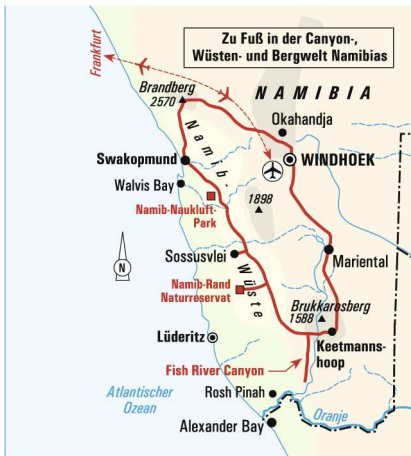 Zu Fuß in der Canyon-,
Wüsten- und Bergwelt Namibias
Frankfurt
Brandberg
2570
NAMIBIA
Okahandja
Namib-
Swakopmund
WINDHOEK
Walvis Bay
1898
Namib-Naukluft-
Park
Sossusvlei
Mariental
Wüste
Namib-Rand
Naturreservat
Brukkarosberg
1588
N
Lüderitz
Keetmanns-
hoop
Fish River Canyon
Atlantischer
Ozean
Rosh Pinah
Oranje
Alexander Bay